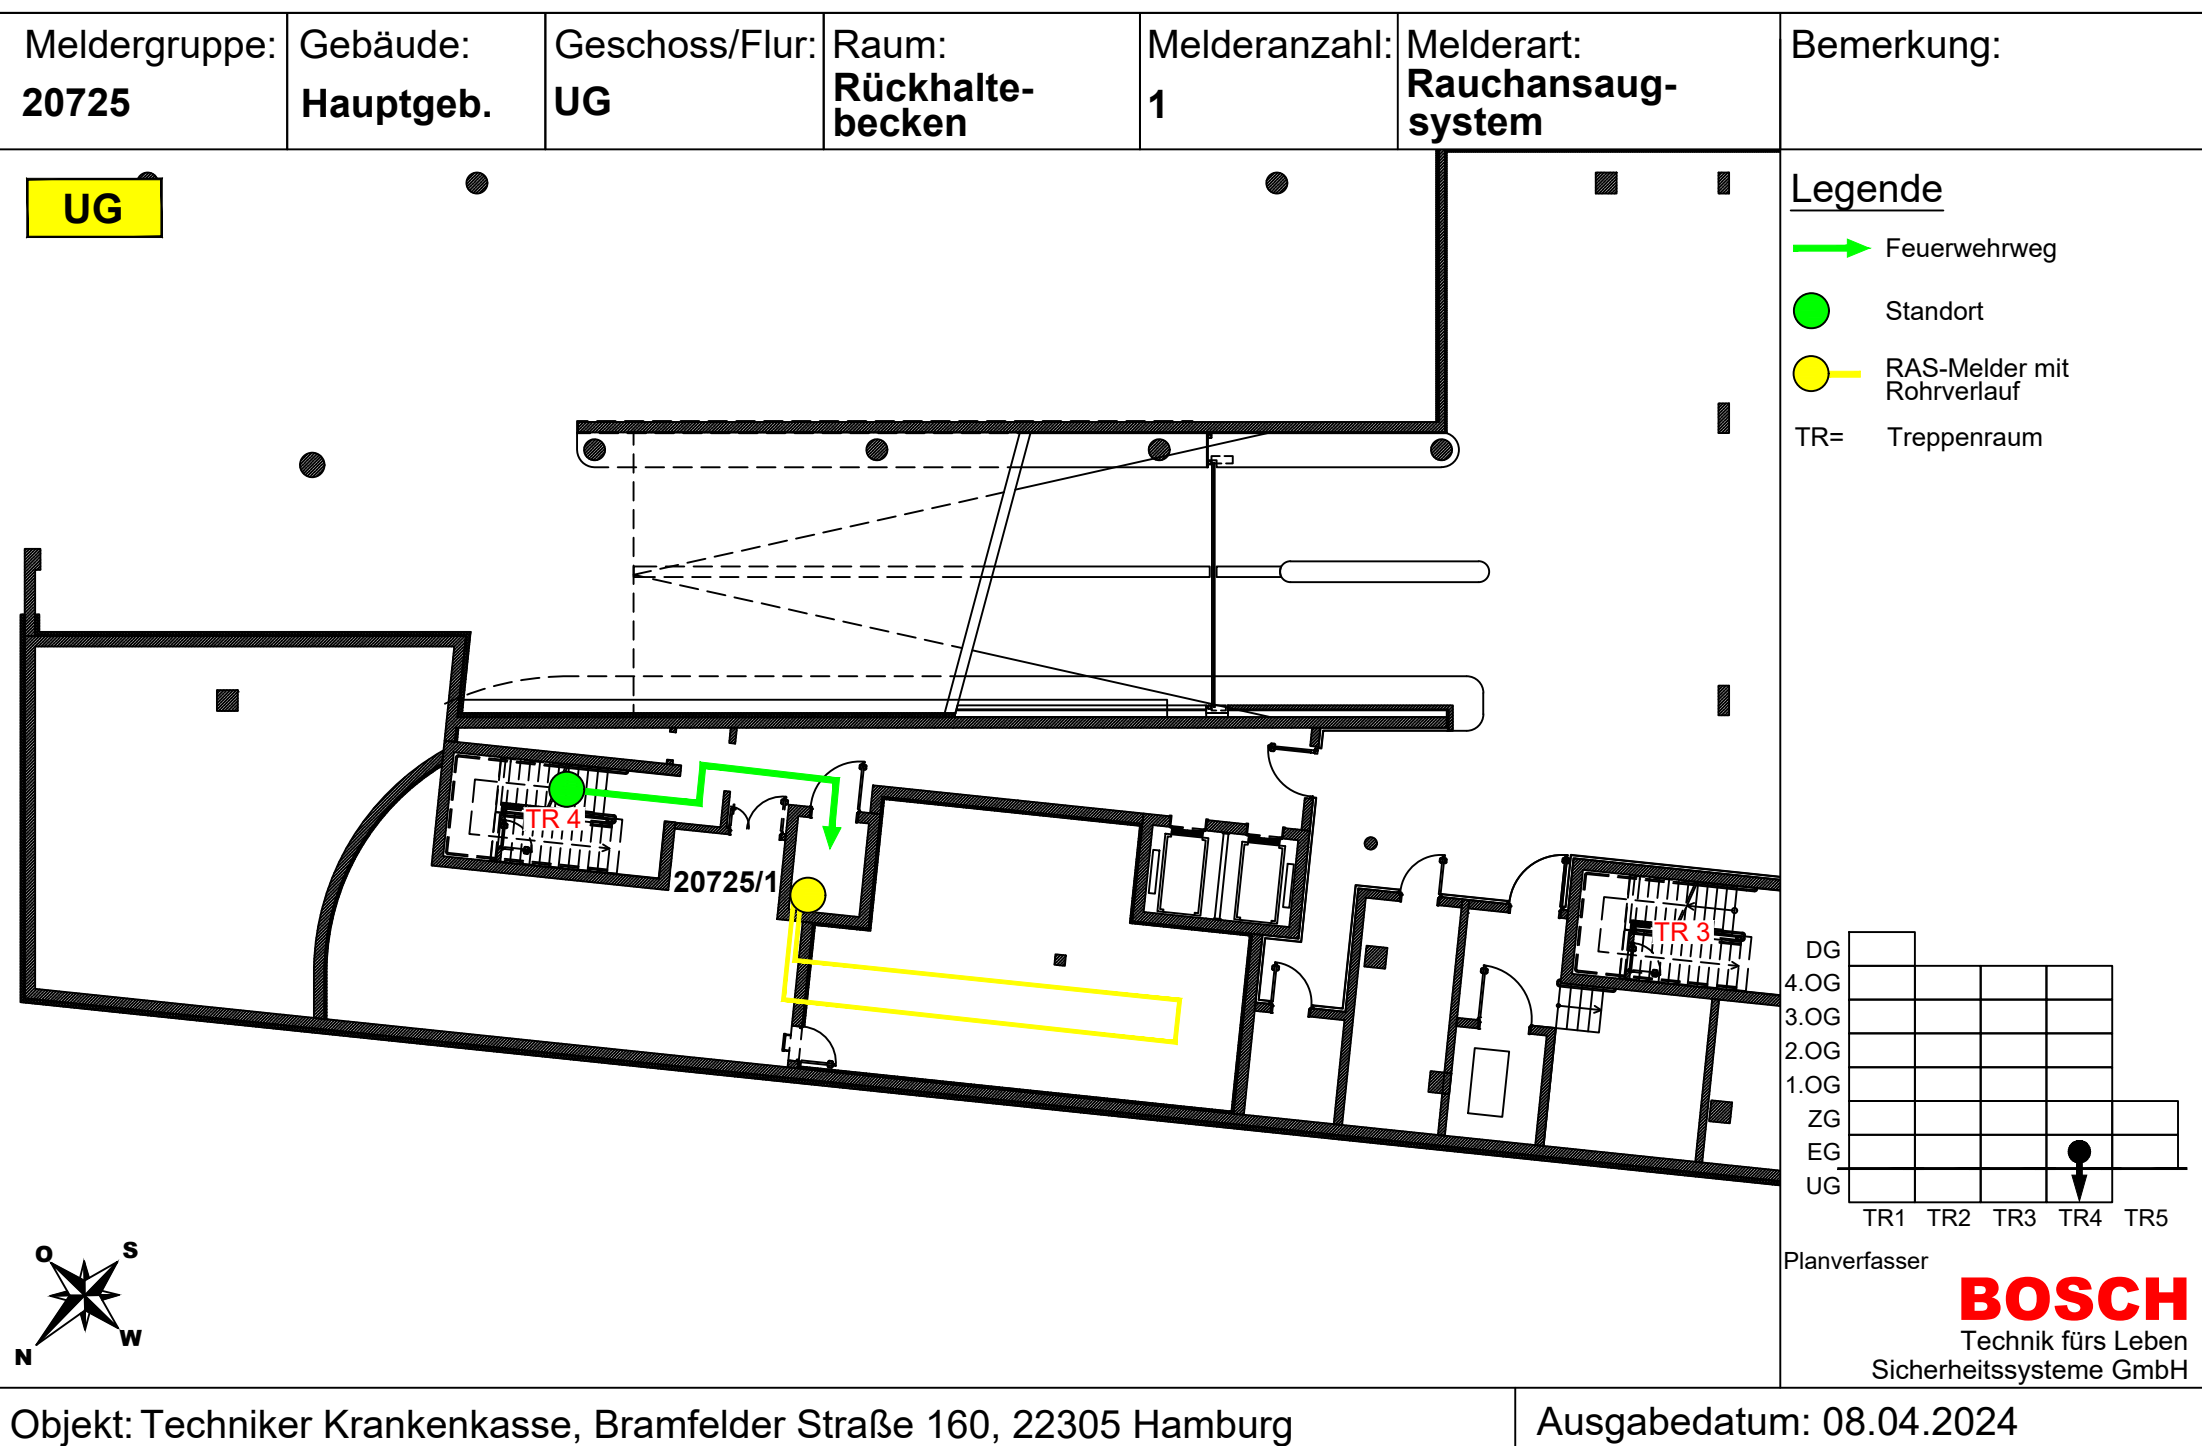 Meldergruppe:
20725
Gebäude:
Hauptgeb.
Geschoss/Flur:
UG
Raum:
Rückhalte-
becken
Melderanzahl:
1
Melderart:
Rauchansaug-
system
Bemerkung:
UG
TR 4
20725/1
TR 3
O
S
N
W
Legende
Feuerwehrweg
Standort
RAS-Melder mit
Rohrverlauf
TR= Treppenraum
DG
4.OG
3.OG
2.OG
1.OG
ZG
EG
UG
TR1 TR2 TR3 TR4 TR5
Planverfasser
BOSCH
Technik fürs Leben
Sicherheitssysteme GmbH
Objekt: Techniker Krankenkasse, Bramfelder Straße 160, 22305 Hamburg
Ausgabedatum: 08.04.2024